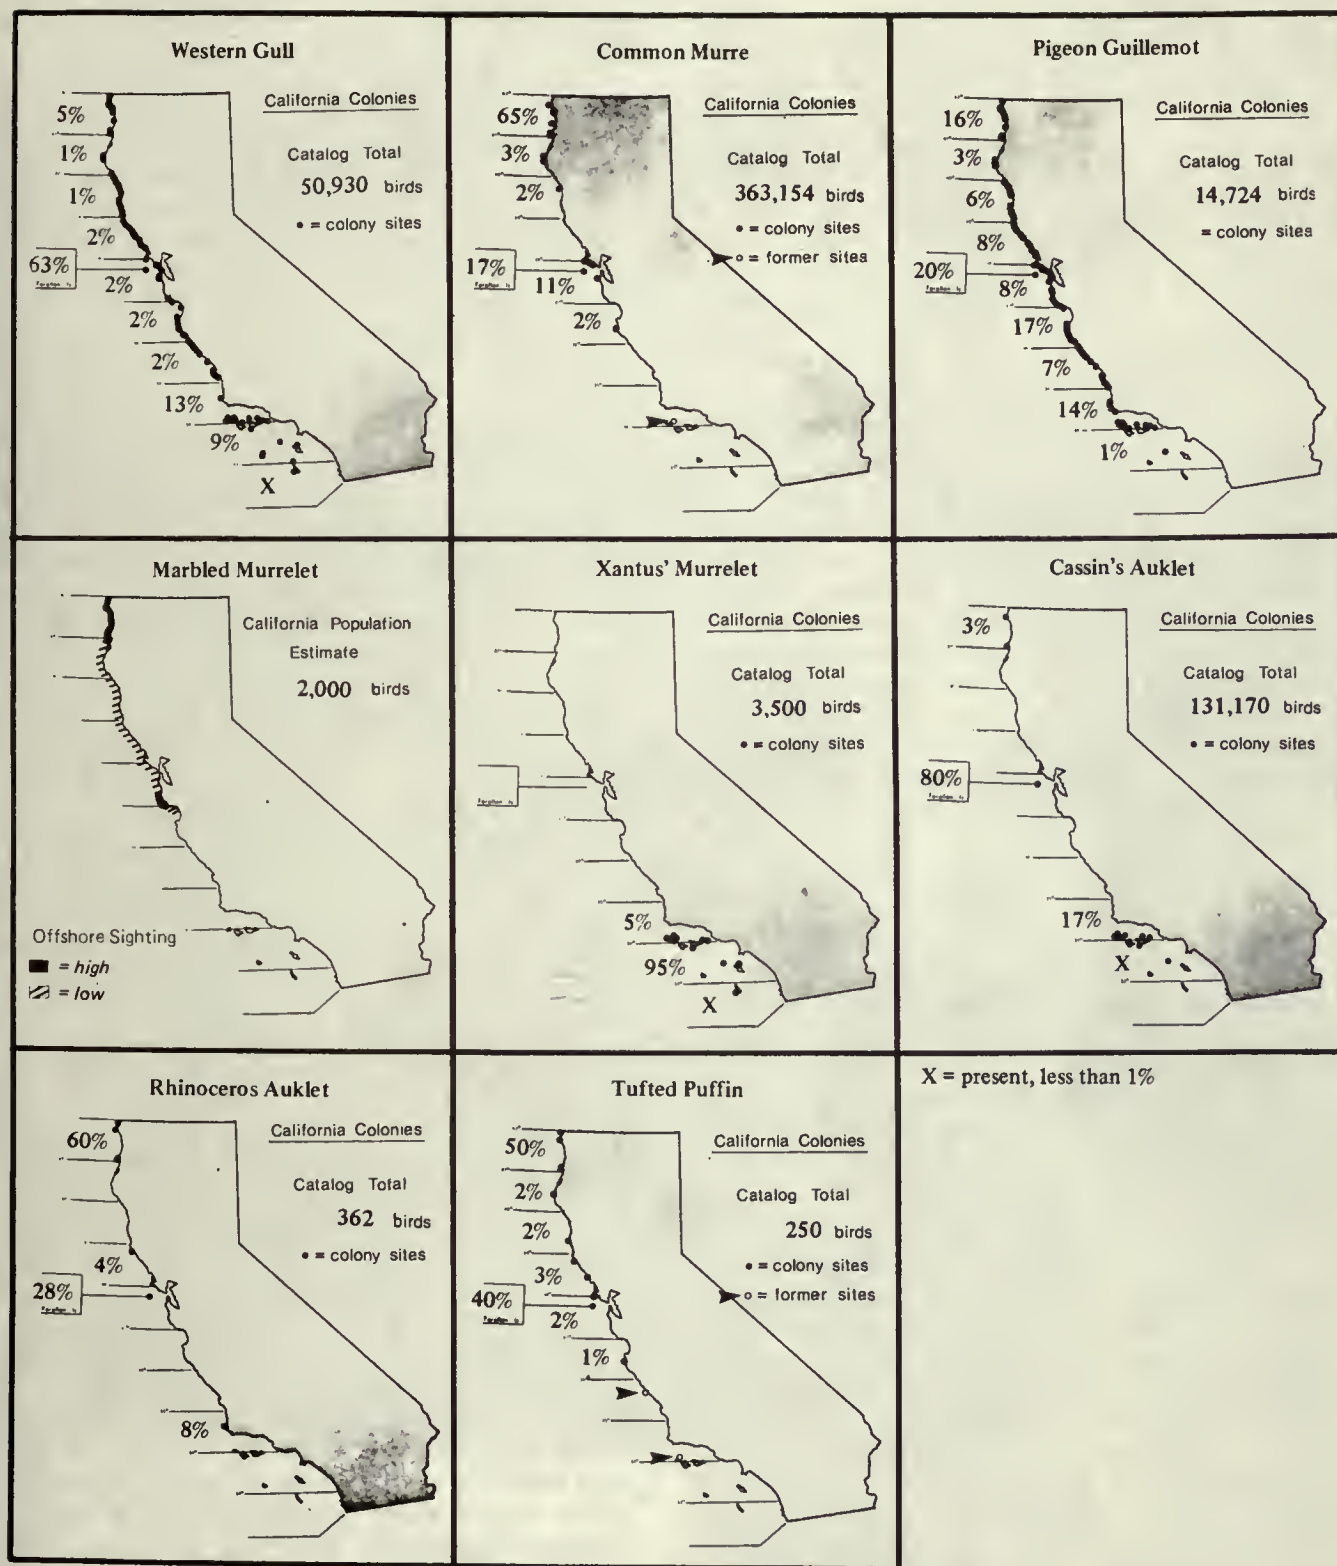 Western Gull
California Colonies
5%
1%
Catalog Total
50,930 birds
1%
• = colony sites
2%
63%
2%
2%
2%
13%
9%
X
Common Murre
California Colonies
65%
3%
Catalog Total
363,154 birds
2%
• = colony sites
o = former sites
17%
11%
2%
Pigeon Guillemot
California Colonies
16%
3%
Catalog Total
14,724 birds
6%
= colony sites
8%
20%
8%
17%
7%
14%
1%
Marbled Murrelet
California Population
Estimate
2,000 birds
Offshore Sighting
= high
= low
Xantus' Murrelet
California Colonies
Catalog Total
3,500 birds
• = colony sites
5%
95%
X
Cassin's Auklet
3%
California Colonies
Catalog Total
131,170 birds
• = colony sites
80%
17%
X
Rhinoceros Auklet
California Colonies
60%
Catalog Total
362 birds
• = colony sites
4%
28%
8%
Tufted Puffin
California Colonies
50%
2%
Catalog Total
250 birds
2%
• = colony sites
3%
o = former sites
40%
2%
1%
X = present, less than 1%